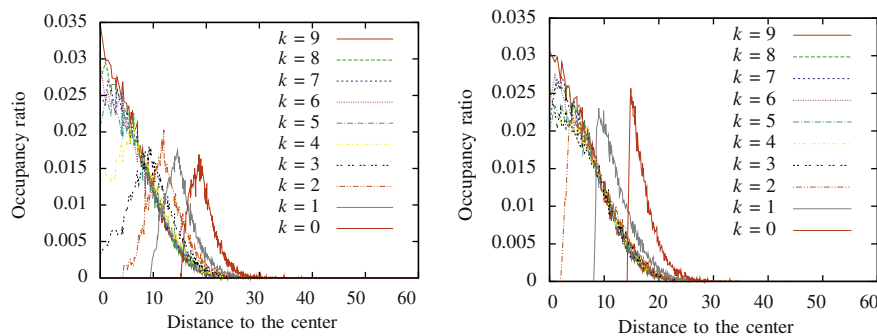 0.035
0.03
0.025
0.02
0.015
0.01
0.005
0
Occupancy ratio
k = 9
k = 8
k = 7
k = 6
k = 5
k = 4
k = 3
k = 2
k = 1
k = 0
0 10 20 30 40 50 60
Distance to the center
0.035
0.03
0.025
0.02
0.015
0.01
0.005
0
Occupancy ratio
k = 9
k = 8
k = 7
k = 6
k = 5
k = 4
k = 3
k = 2
k = 1
k = 0
0 10 20 30 40 50 60
Distance to the center